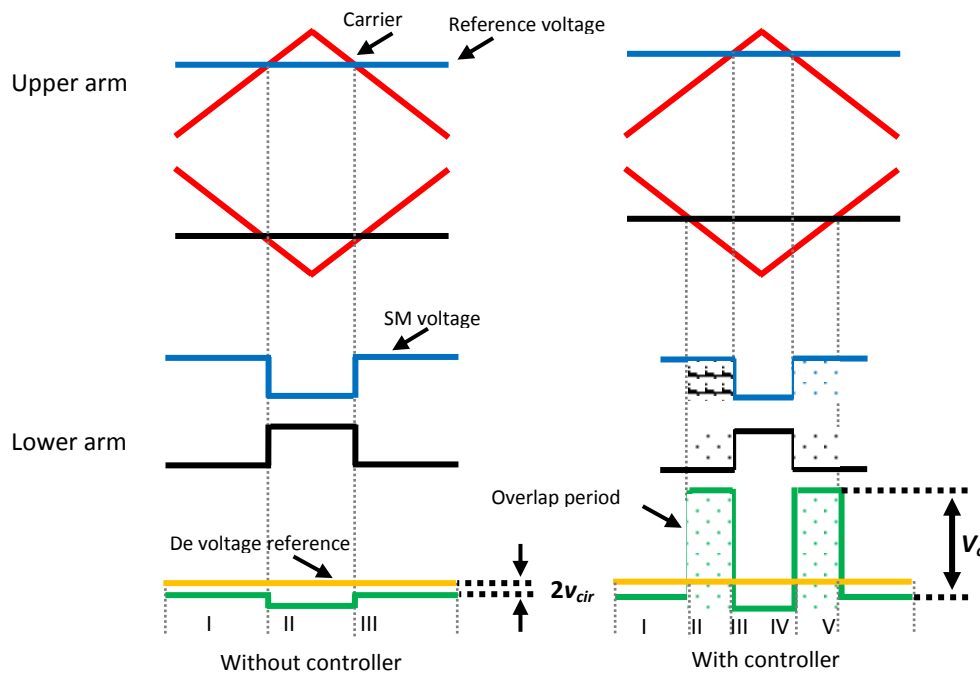 Carrier
Reference voltage
Upper arm
SM voltage
Lower arm
Overlap period
De voltage reference
2v_cir
I II III
I II III IV V
Without controller
With controller